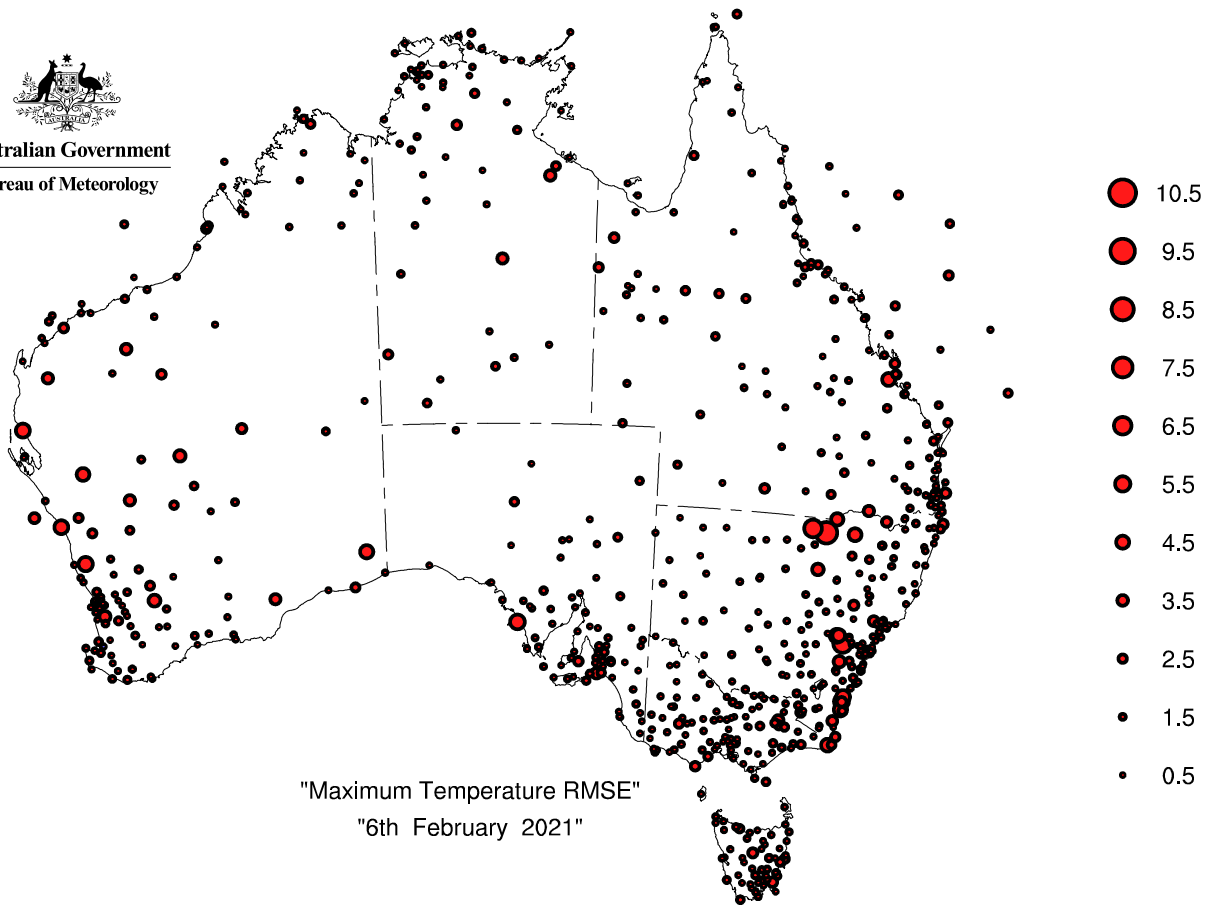 AUSTRALIA
tralian Government
reau of Meteorology
10.5
9.5
8.5
7.5
6.5
5.5
4.5
3.5
2.5
1.5
0.5
"Maximum Temperature RMSE"
"6th February 2021"